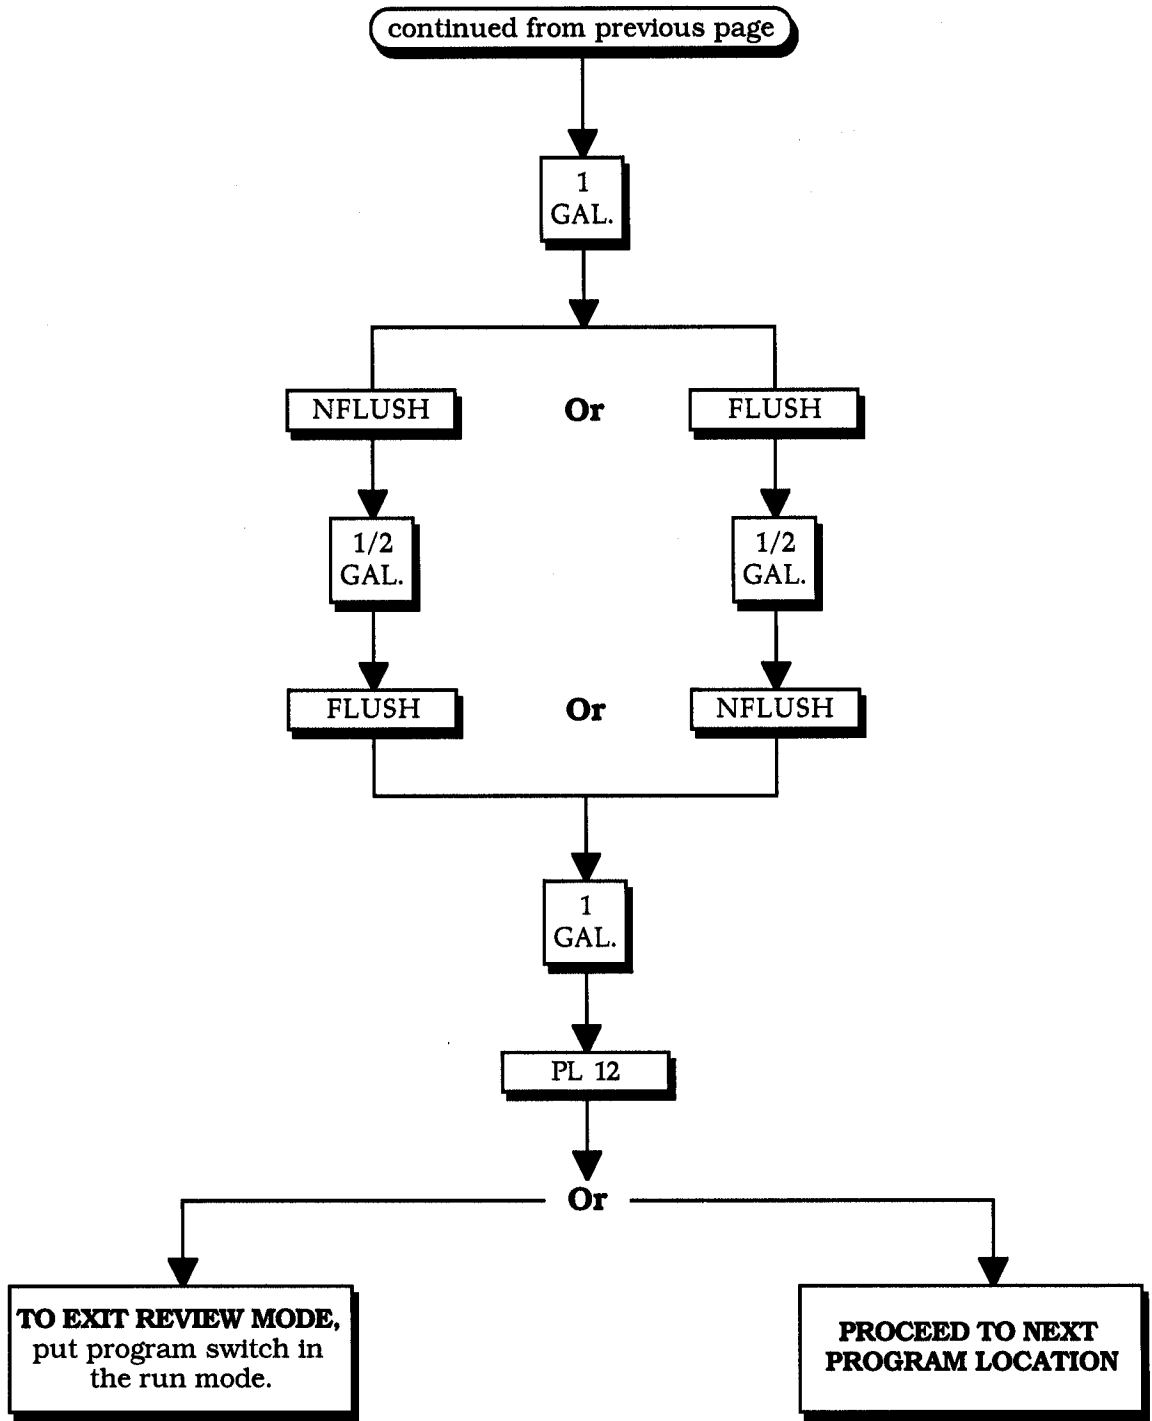 continued from previous page
1
GAL.
NFLUSH
Or
FLUSH
1/2
GAL.
1/2
GAL.
FLUSH
Or
NFLUSH
1
GAL.
PL 12
Or
TO EXIT REVIEW MODE,
put program switch in
the run mode.
PROCEED TO NEXT
PROGRAM LOCATION